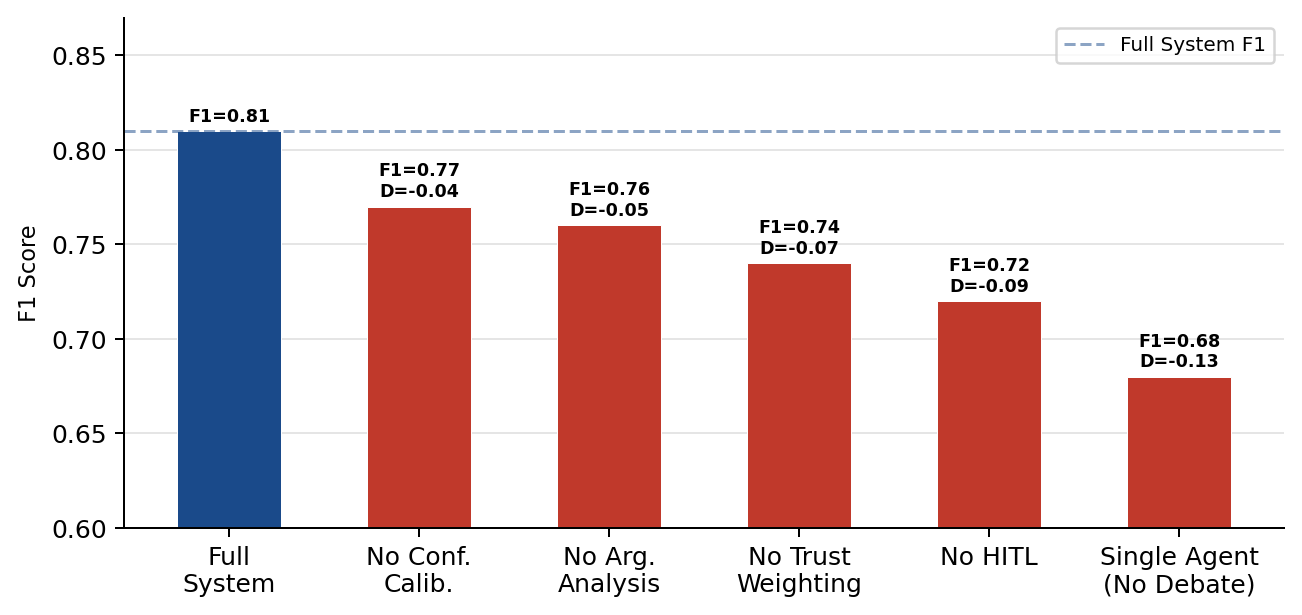 0.85
0.80
0.75
0.70
0.65
0.60
F1 Score
Full System F1
F1=0.81
F1=0.77
D=-0.04
F1=0.76
D=-0.05
F1=0.74
D=-0.07
F1=0.72
D=-0.09
F1=0.68
D=-0.13
Full
System
No Conf.
Calib.
No Arg.
Analysis
No Trust
Weighting
No HITL
Single Agent
(No Debate)